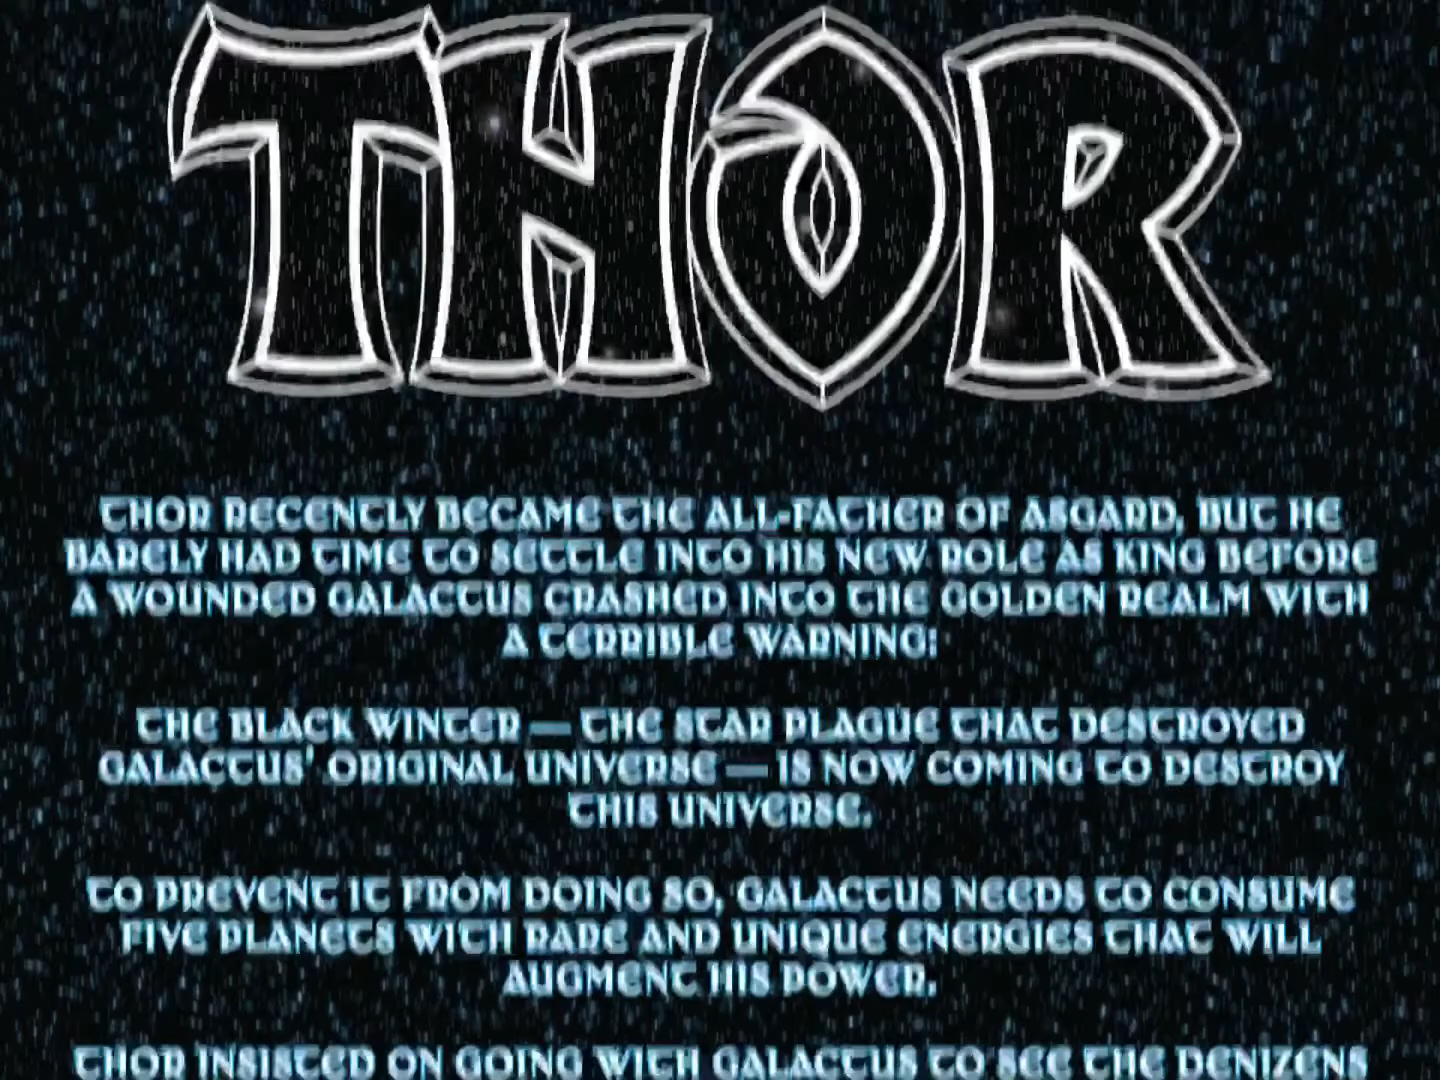 THOR
THOR RECENTLY BECAME THE ALL-FATHER OF ASGARD, BUT HE
BARELY HAD TIME TO SETTLE INTO HIS NEW ROLE AS KING BEFORE
A WOUNDED GALACTUS CRASHED INTO THE GOLDEN REALM WITH
A TERRIBLE WARNING:
THE BLACK WINTER — THE STAR PLAGUE THAT DESTROYED
GALACTUS' ORIGINAL UNIVERSE — IS NOW COMING TO DESTROY
THIS UNIVERSE.
TO PREVENT IT FROM DOING SO, GALACTUS NEEDS TO CONSUME
FIVE PLANETS WITH RARE AND UNIQUE ENERGIES THAT WILL
AUGMENT HIS POWER.
THOR INSISTED ON GOING WITH GALACTUS TO SEE THE DENIZENS